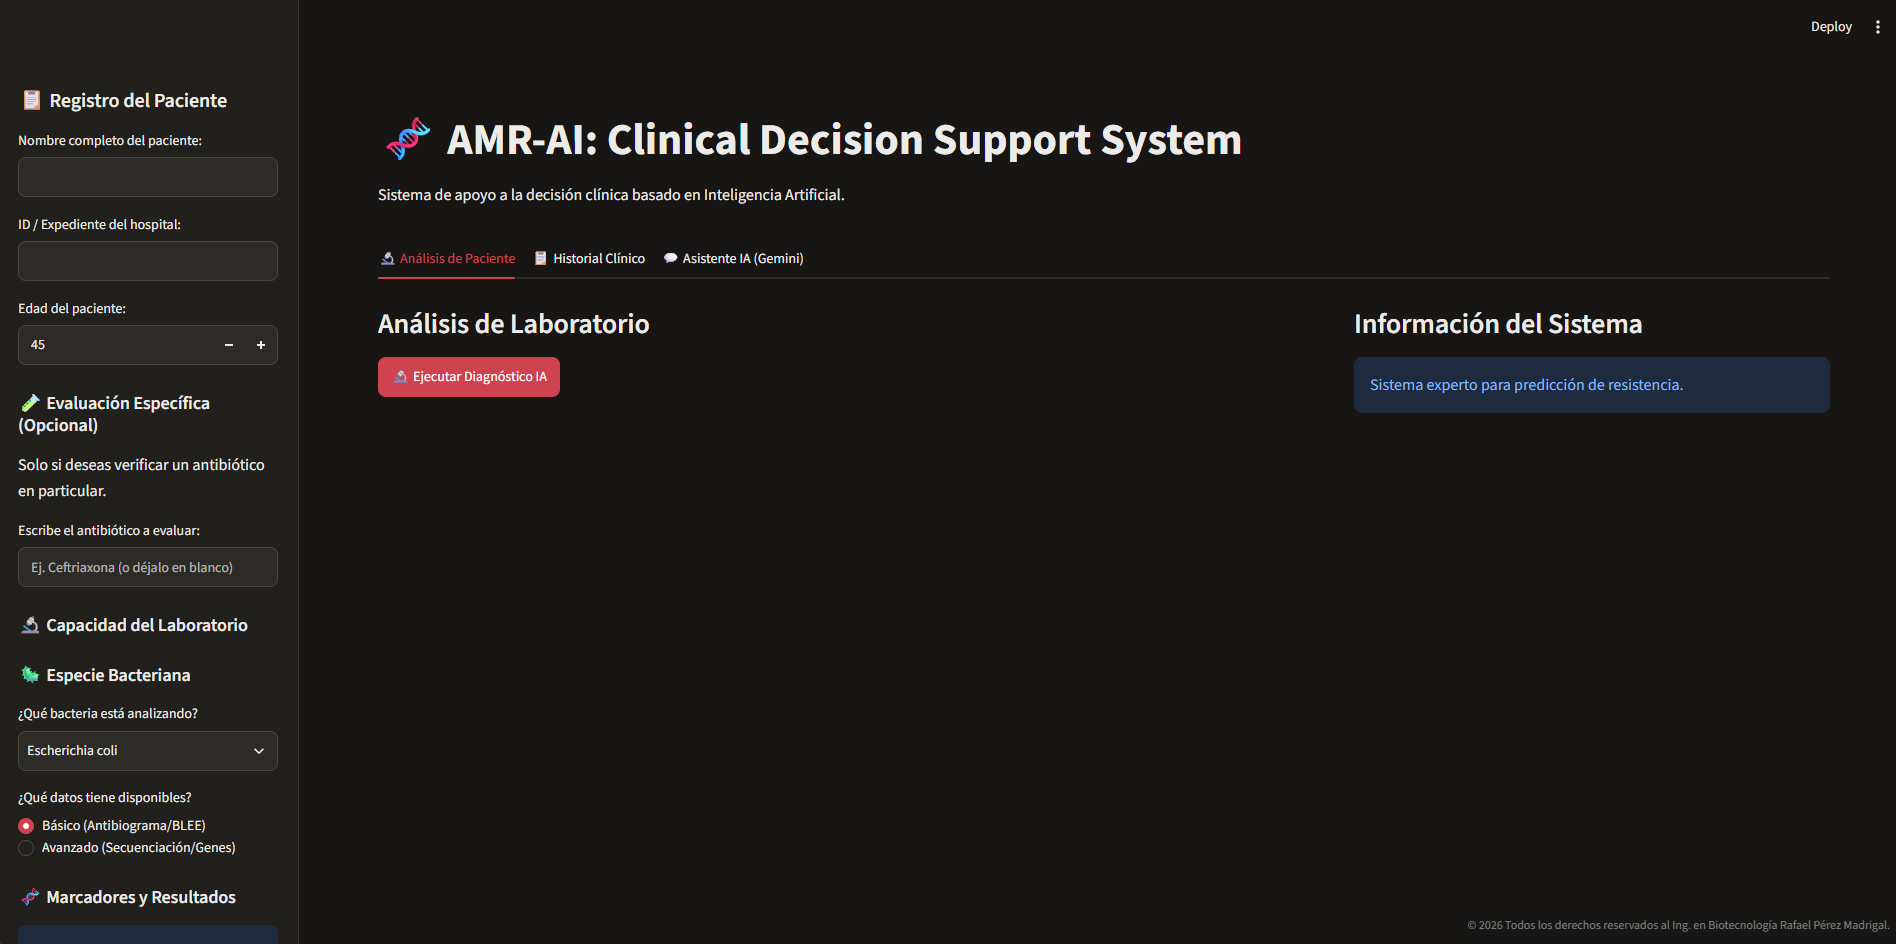 Deploy
Registro del Paciente
Nombre completo del paciente:
ID / Expediente del hospital:
Edad del paciente:
45
Evaluación Específica
(Opcional)
Solo si deseas verificar un antibiótico
en particular.
Escribe el antibiótico a evaluar:
Ej. Ceftriaxona (o déjalo en blanco)
Capacidad del Laboratorio
Especie Bacteriana
¿Qué bacteria está analizando?
Escherichia coli
¿Qué datos tiene disponibles?
Básico (Antibiograma/BLEE)
Avanzado (Secuenciación/Genes)
Marcadores y Resultados
AMR-AI: Clinical Decision Support System
Sistema de apoyo a la decisión clínica basado en Inteligencia Artificial.
Análisis de Paciente
Historial Clínico
Asistente IA (Gemini)
Análisis de Laboratorio
Ejecutar Diagnóstico IA
Información del Sistema
Sistema experto para predicción de resistencia.
© 2026 Todos los derechos reservados al Ing. en Biotecnología Rafael Pérez Madrigal.